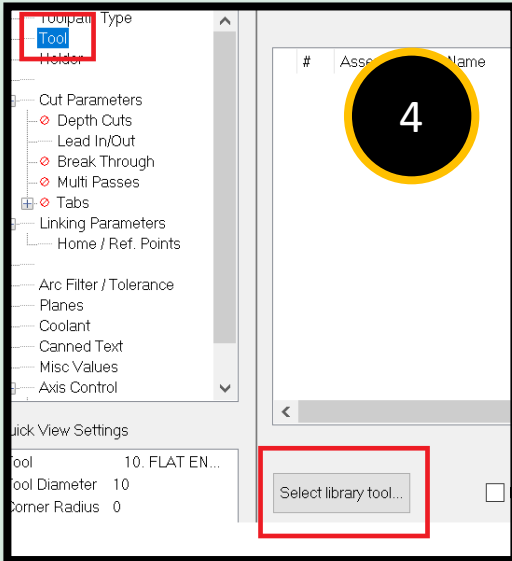 Toolpath Type
Tool
Holder
Cut Parameters
Depth Cuts
Lead In/Out
Break Through
Multi Passes
Tabs
Linking Parameters
Home / Ref. Points
Arc Filter / Tolerance
Planes
Coolant
Canned Text
Misc Values
Axis Control
# Asse Name
4
uick View Settings
ool 10. FLAT EN...
ool Diameter 10
Corner Radius 0
Select library tool...